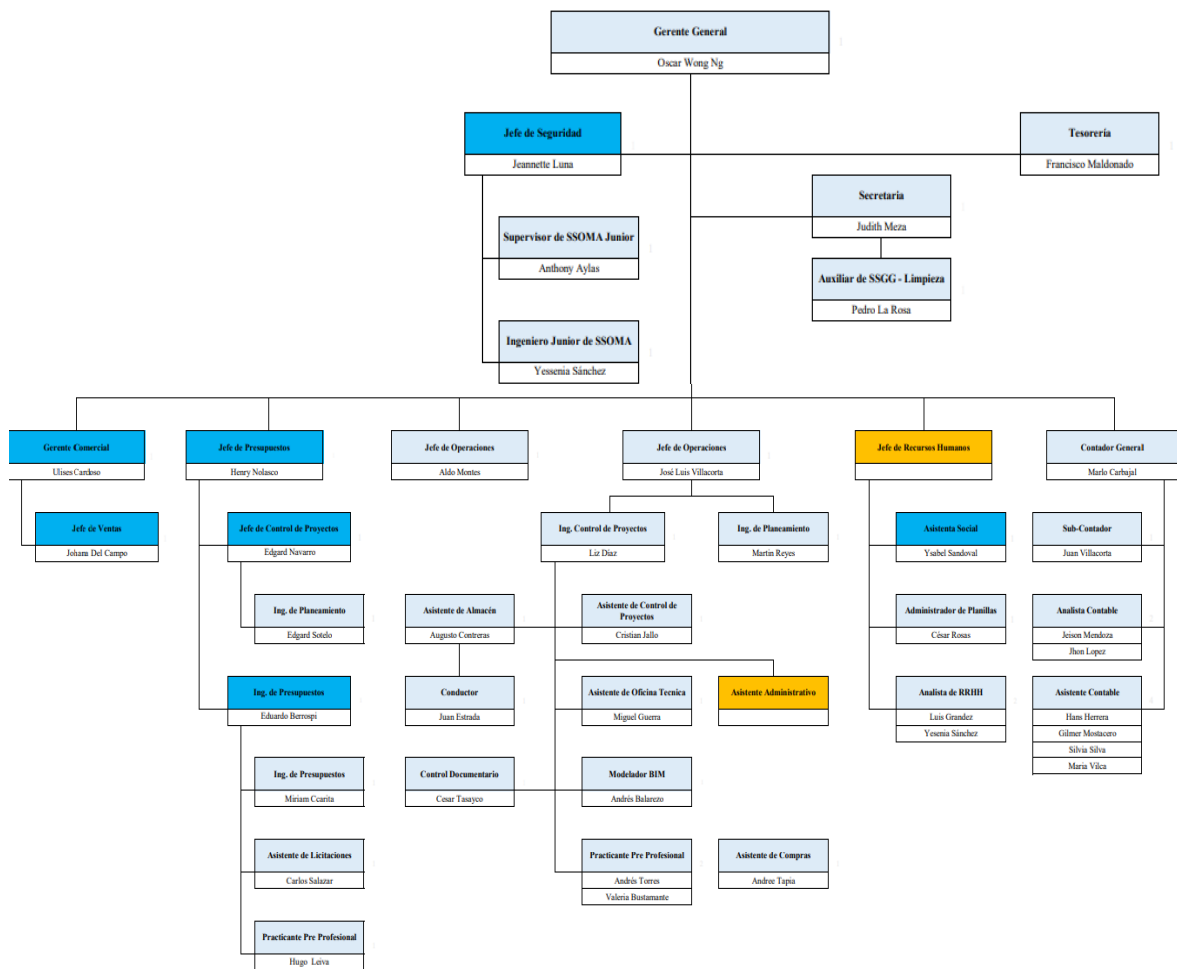 Gerente General
Oscar Wong Ng
Jefe de Seguridad
Jeannette Luna
Tesorería
Francisco Maldonado
Secretaria
Judith Meza
Supervisor de SSOMA Junior
Anthony Aylas
Auxiliar de SSGG - Limpieza
Pedro La Rosa
Ingeniero Junior de SSOMA
Yessenia Sánchez
Gerente Comercial
Ulises Cardoso
Jefe de Presupuestos
Henry Nolasco
Jefe de Operaciones
Aldo Montes
Jefe de Operaciones
José Luis Villacorta
Jefe de Recursos Humanos
Contador General
Marlo Carbajal
Jefe de Ventas
Johana Del Campo
Jefe de Control de Proyectos
Edgard Navarro
Ing. Control de Proyectos
Liz Díaz
Ing. de Planeamiento
Martin Reyes
Asistenta Social
Ysabel Sandoval
Sub-Contador
Juan Villacorta
Ing. de Planeamiento
Edgard Sotelo
Asistente de Almacén
Augusto Contreras
Asistente de Control de
Proyectos
Cristian Jallo
Administrador de Planillas
César Rosas
Analista Contable
Jeison Mendoza
Jhon Lopez
Ing. de Presupuestos
Eduardo Berrospi
Conductor
Juan Estrada
Asistente de Oficina Tecnica
Miguel Guerra
Asistente Administrativo
Analista de RRHH
Luis Grandez
Yesenia Sánchez
Asistente Contable
Hans Herrera
Gilmer Mostacero
Silvia Silva
Maria Vilca
Ing. de Presupuestos
Miriam Ccarita
Control Documentario
Cesar Tasayco
Modelador BIM
Andrés Balarezo
Asistente de Licitaciones
Carlos Salazar
Practicante Pre Profesional
Andrés Torres
Valeria Bustamante
Asistente de Compras
Andree Tapia
Practicante Pre Profesional
Hugo Leiva